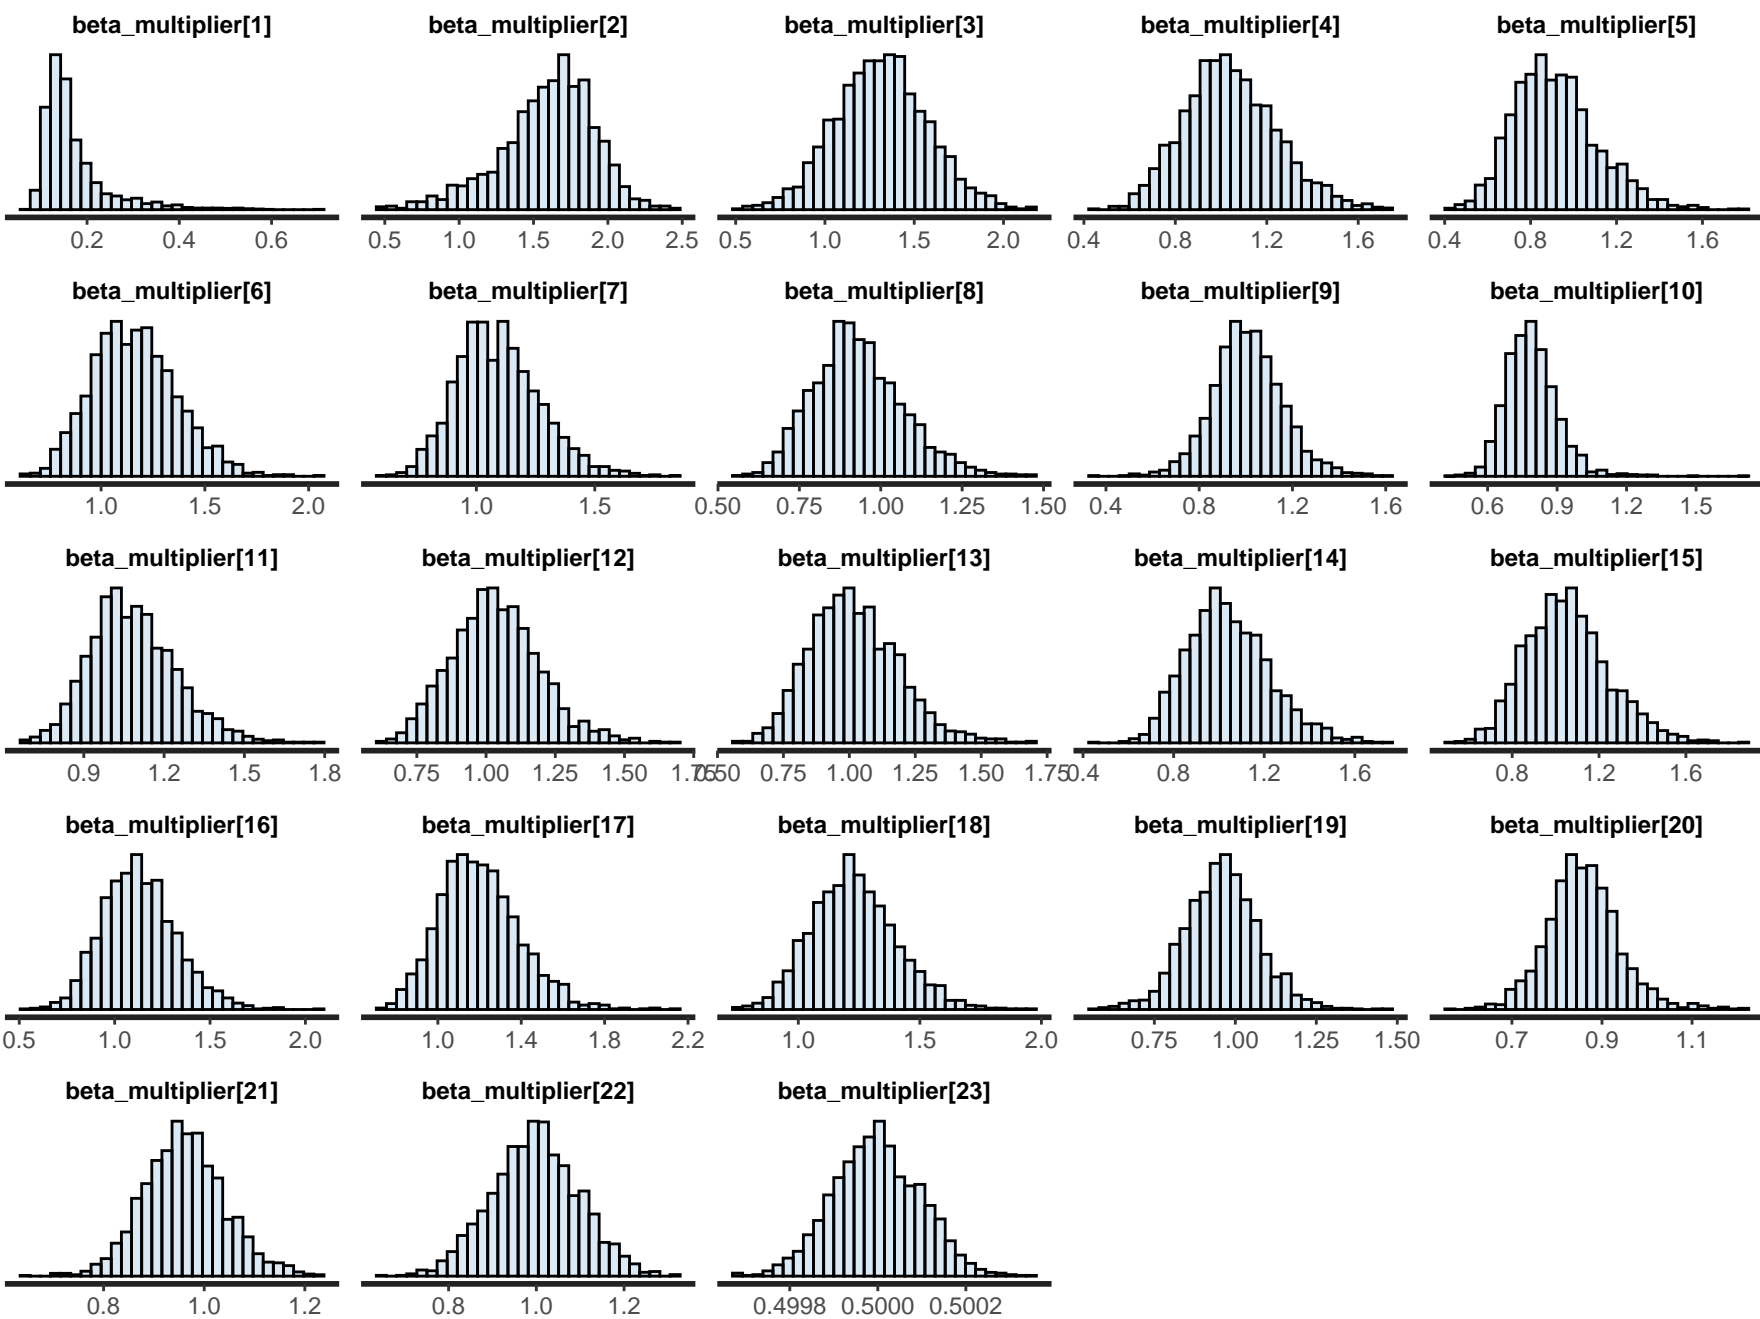 beta_multiplier[1] beta_multiplier[2] beta_multiplier[3] beta_multiplier[4] beta_multiplier[5]
0.2 0.4 0.6 0.5 1.0 1.5 2.0 2.5 0.5 1.0 1.5 2.0 0.4 0.8 1.2 1.6 0.4 0.8 1.2 1.6
beta_multiplier[6] beta_multiplier[7] beta_multiplier[8] beta_multiplier[9] beta_multiplier[10]
1.0 1.5 2.0 1.0 1.5 0.50 0.75 1.00 1.25 1.50 0.4 0.8 1.2 1.6 0.6 0.9 1.2 1.5
beta_multiplier[11] beta_multiplier[12] beta_multiplier[13] beta_multiplier[14] beta_multiplier[15]
0.9 1.2 1.5 1.8 0.75 1.00 1.25 1.50 1.75 0.50 0.75 1.00 1.25 1.50 1.75 0.4 0.8 1.2 1.6 0.8 1.2 1.6
beta_multiplier[16] beta_multiplier[17] beta_multiplier[18] beta_multiplier[19] beta_multiplier[20]
0.5 1.0 1.5 2.0 1.0 1.4 1.8 2.2 1.0 1.5 2.0 0.75 1.00 1.25 1.50 0.7 0.9 1.1
beta_multiplier[21] beta_multiplier[22] beta_multiplier[23]
0.8 1.0 1.2 0.8 1.0 1.2 0.4998 0.5000 0.5002